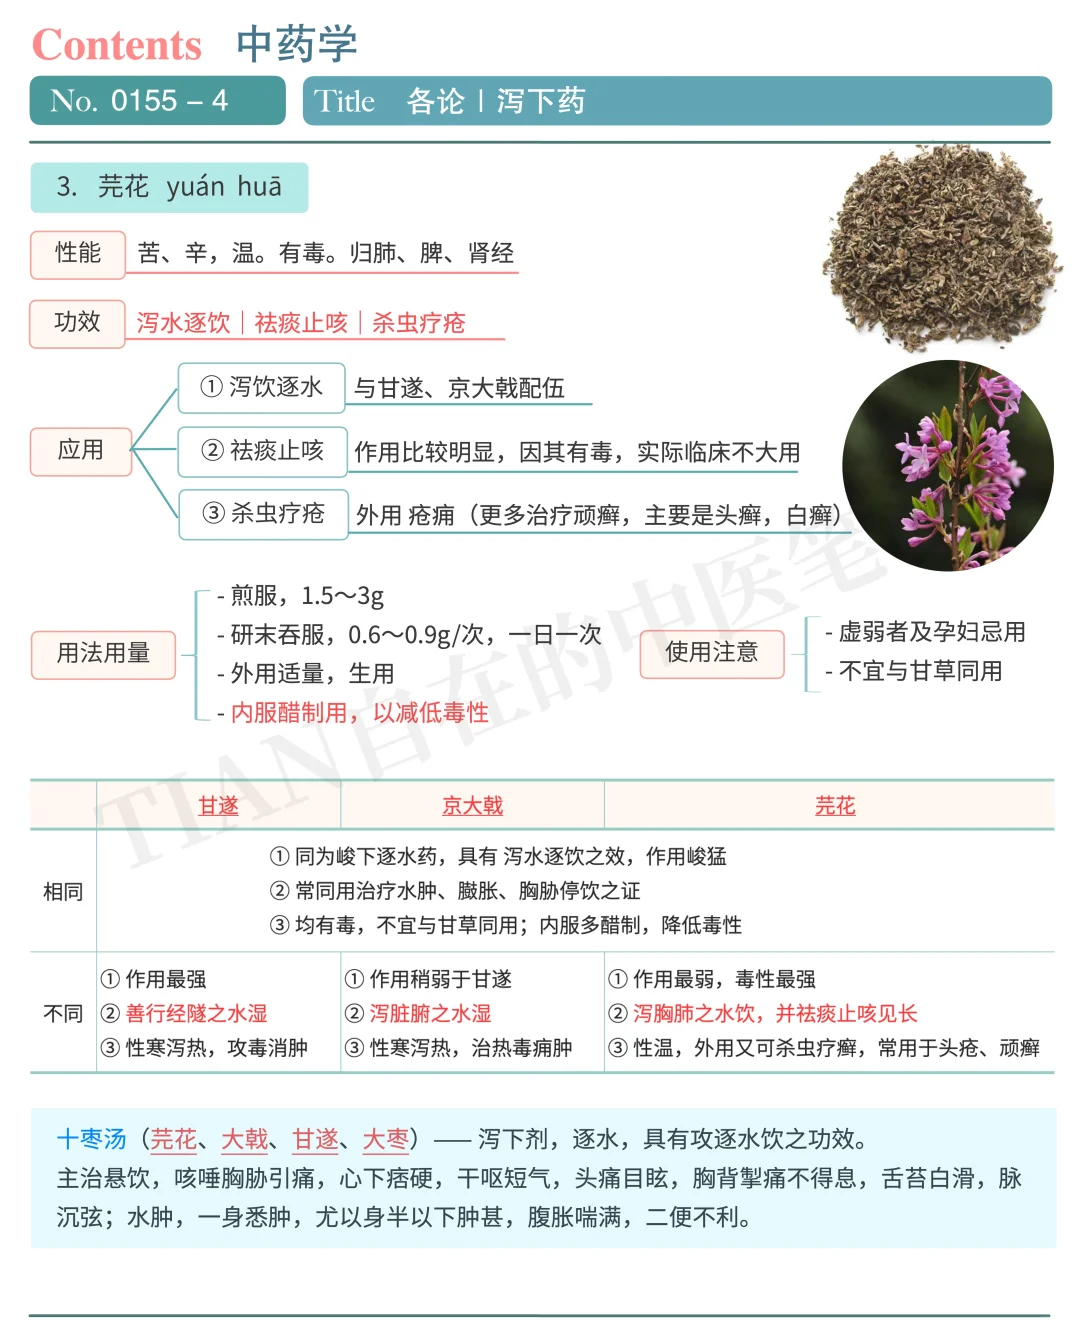 Contents 中药学
No. 0155 – 4
Title 各论 | 泻下药
3. 芫花 yuán huā
性能 苦、辛，温。有毒。归肺、脾、肾经
功效 泻水逐饮｜祛痰止咳｜杀虫疗疮
应用
① 泻饮逐水 与甘遂、京大戟配伍
② 祛痰止咳 作用比较明显，因其有毒，实际临床不大用
③ 杀虫疗疮 外用 疮痈（更多治疗顽癣，主要是头癣，白癣）
用法用量
- 煎服，1.5～3g
- 研末吞服，0.6～0.9g/次，一日一次
- 外用适量，生用
- 内服醋制用，以减低毒性
使用注意
- 虚弱者及孕妇忌用
- 不宜与甘草同用
TIAN自在的中医笔
甘遂 京大戟 芫花
相同
① 同为峻下逐水药，具有 泻水逐饮之效，作用峻猛
② 常同用治疗水肿、臌胀、胸胁停饮之证
③ 均有毒，不宜与甘草同用；内服多醋制，降低毒性
不同
① 作用最强
② 善行经隧之水湿
③ 性寒泻热，攻毒消肿
① 作用稍弱于甘遂
② 泻脏腑之水湿
③ 性寒泻热，治热毒痈肿
① 作用最弱，毒性最强
② 泻胸肺之水饮，并祛痰止咳见长
③ 性温，外用又可杀虫疗癣，常用于头疮、顽癣
十枣汤（芫花、大戟、甘遂、大枣）—— 泻下剂，逐水，具有攻逐水饮之功效。
主治悬饮，咳唾胸胁引痛，心下痞硬，干呕短气，头痛目眩，胸背掣痛不得息，舌苔白滑，脉
沉弦；水肿，一身悉肿，尤以身半以下肿甚，腹胀喘满，二便不利。